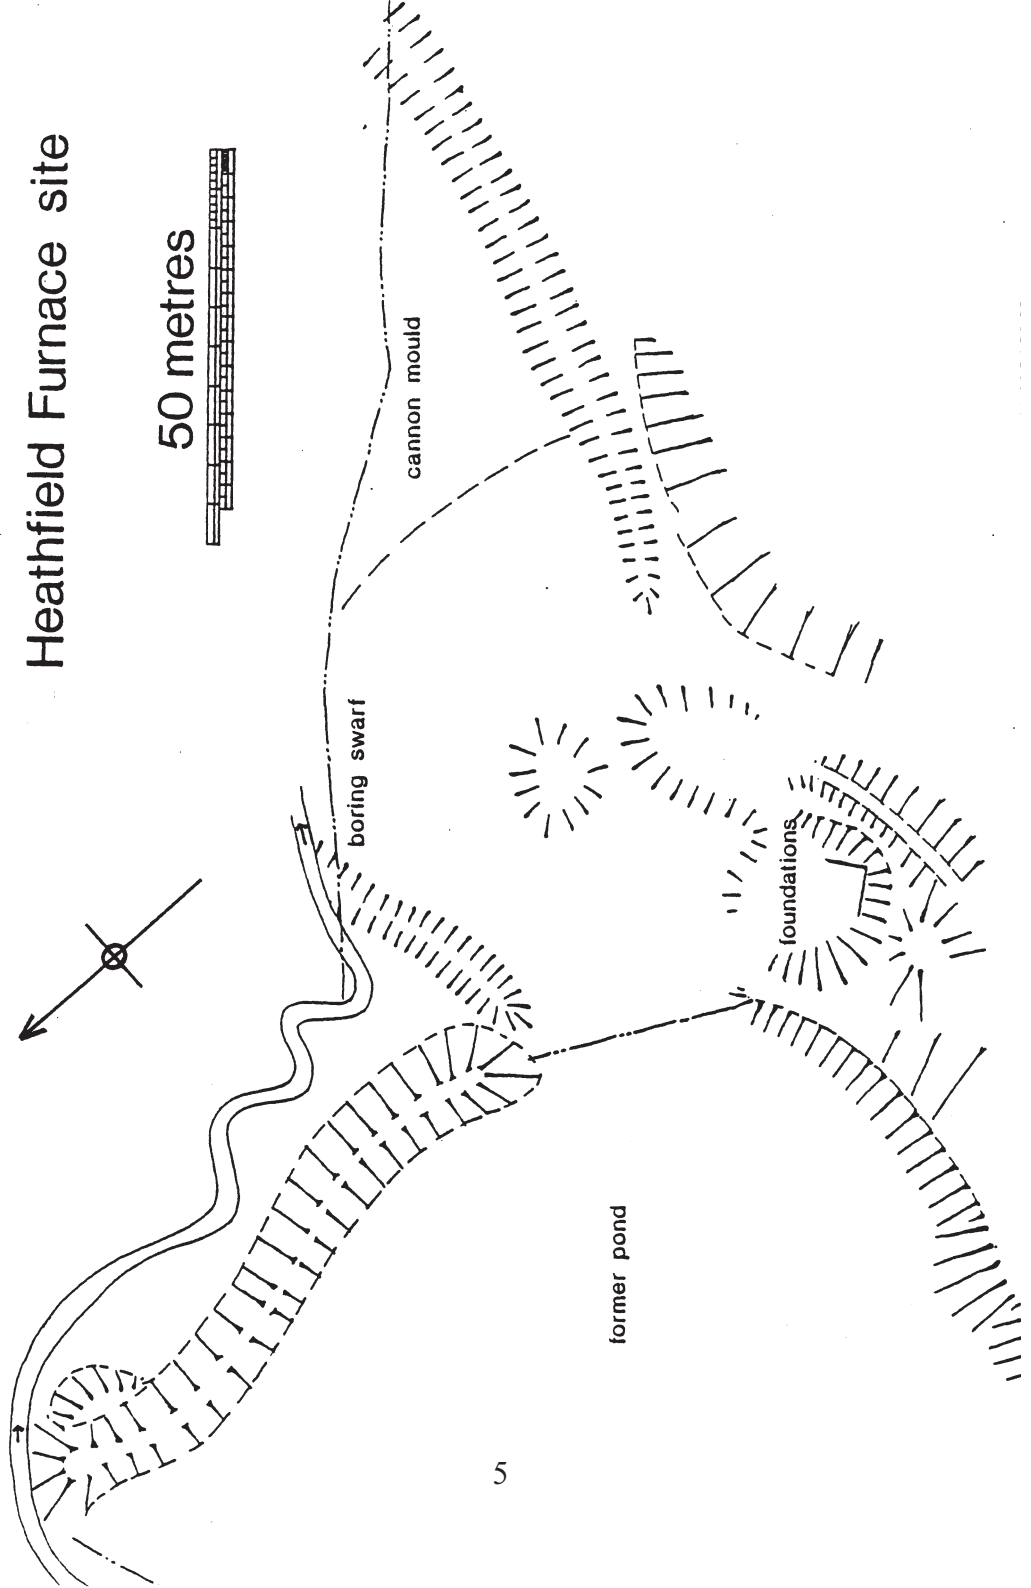 Heathfield Furnace site
50 metres
cannon mould
boring swarf
foundations
former pond
5